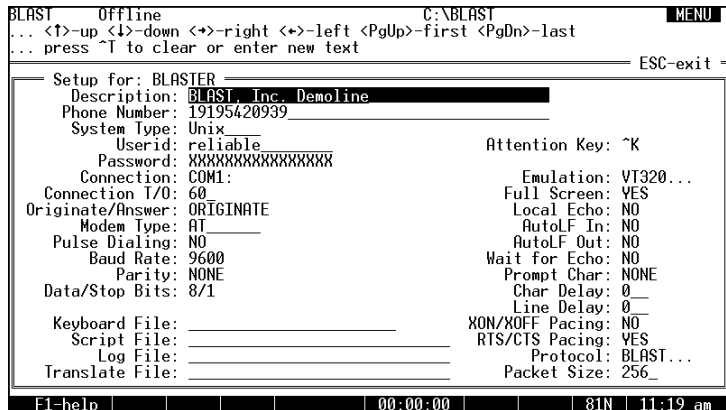 BLAST Offline C:\BLAST MENU
... <↑>-up <↓>-down <→>-right <←>-left <PgUp>-first <PgDn>-last
... press ^T to clear or enter new text
ESC-exit
Setup for: BLASTER
Description: BLAST, Inc. Demoline
Phone Number: 19195420939
System Type: Unix
Userid: reliable Attention Key: ^K
Password: XXXXXXXXXXXXXXXX
Connection: COM1: Emulation: VT320...
Connection T/O: 60 Full Screen: YES
Originate/Answer: ORIGINATE Local Echo: NO
Modem Type: AT AutoLF In: NO
Pulse Dialing: NO AutoLF Out: NO
Baud Rate: 9600 Wait for Echo: NO
Parity: NONE Prompt Char: NONE
Data/Stop Bits: 8/1 Char Delay: 0
Line Delay: 0
Keyboard File: XON/XOFF Pacing: NO
Script File: RTS/CTS Pacing: YES
Log File: Protocol: BLAST...
Translate File: Packet Size: 256
F1-help 00:00:00 81N 11:19 am